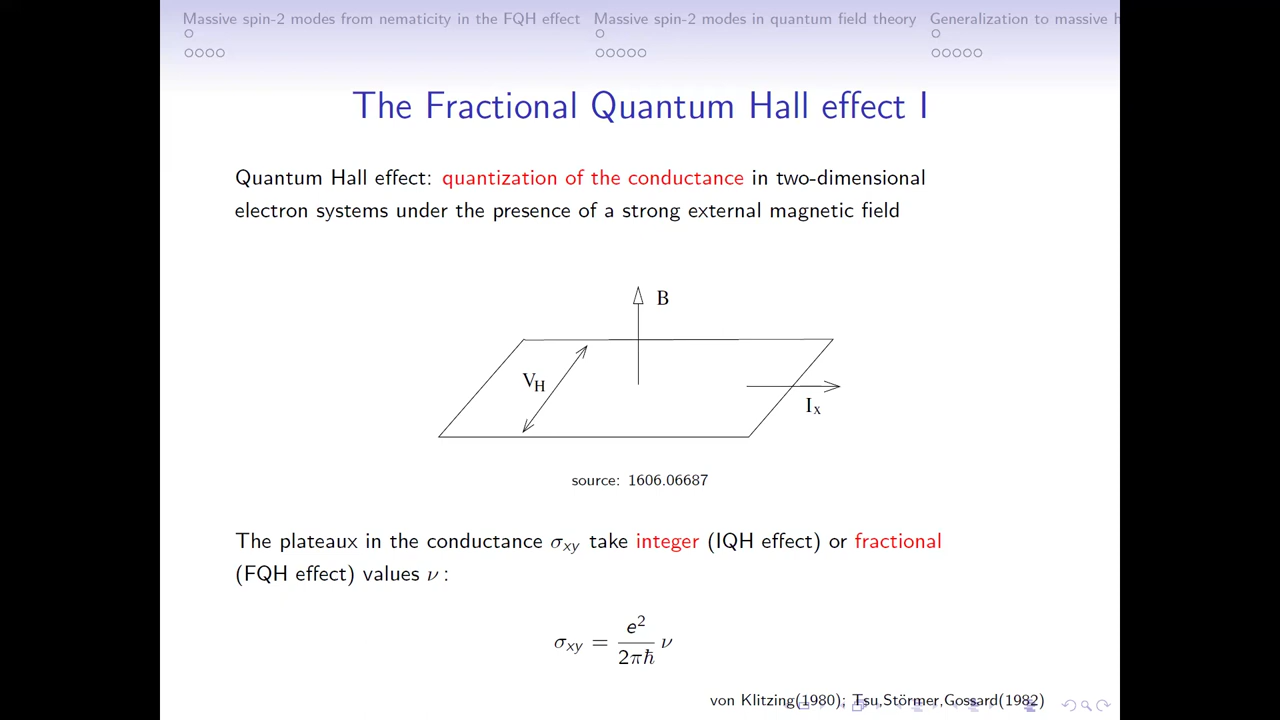 Massive spin-2 modes from nematicity in the FQH effect Massive spin-2 modes in quantum field theory Generalization to massive h
The Fractional Quantum Hall effect I
Quantum Hall effect: quantization of the conductance in two-dimensional
electron systems under the presence of a strong external magnetic field
B
V_H
I_x
source: 1606.06687
The plateaux in the conductance σ_xy take integer (IQH effect) or fractional
(FQH effect) values ν:
σ_xy = e²/2πħ ν
von Klitzing(1980); Tsu,Störmer,Gossard(1982)